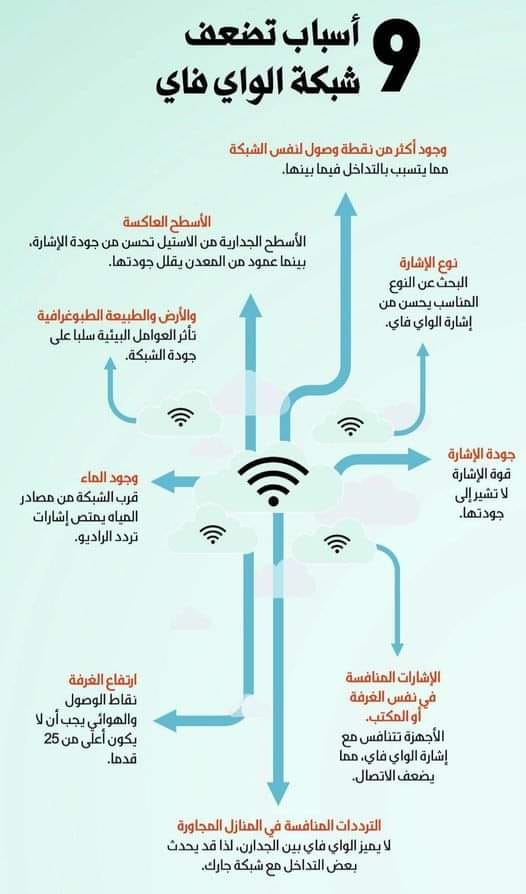 9 أسباب تضعف
شبكة الواي فاي
وجود أكثر من نقطة وصول لنفس الشبكة
مما يتسبب بالتداخل فيما بينها.
الأسطح العاكسة
الأسطح الجدارية من الاستيل تحسن من جودة الإشارة،
بينما عمود من المعدن يقلل جودتها.
نوع الإشارة
البحث عن النوع
المناسب يحسن من
إشارة الواي فاي.
والأرض والطبيعة الطبوغرافية
تأثر العوامل البيئية سلبا على
جودة الشبكة.
جودة الإشارة
قوة الإشارة
لا تشير إلى
جودتها.
وجود الماء
قرب الشبكة من مصادر
المياه يمتص إشارات
تردد الراديو.
الإشارات المنافسة
في نفس الغرفة
أو المكتب.
الأجهزة تتنافس مع
إشارة الواي فاي، مما
يضعف الاتصال.
ارتفاع الغرفة
نقاط الوصول
والهوائي يجب أن لا
يكون أعلى من 25
قدما.
الترددات المنافسة في المنازل المجاورة
لا يميز الواي فاي بين الجدارن، لذا قد يحدث
بعض التداخل مع شبكة جارك.